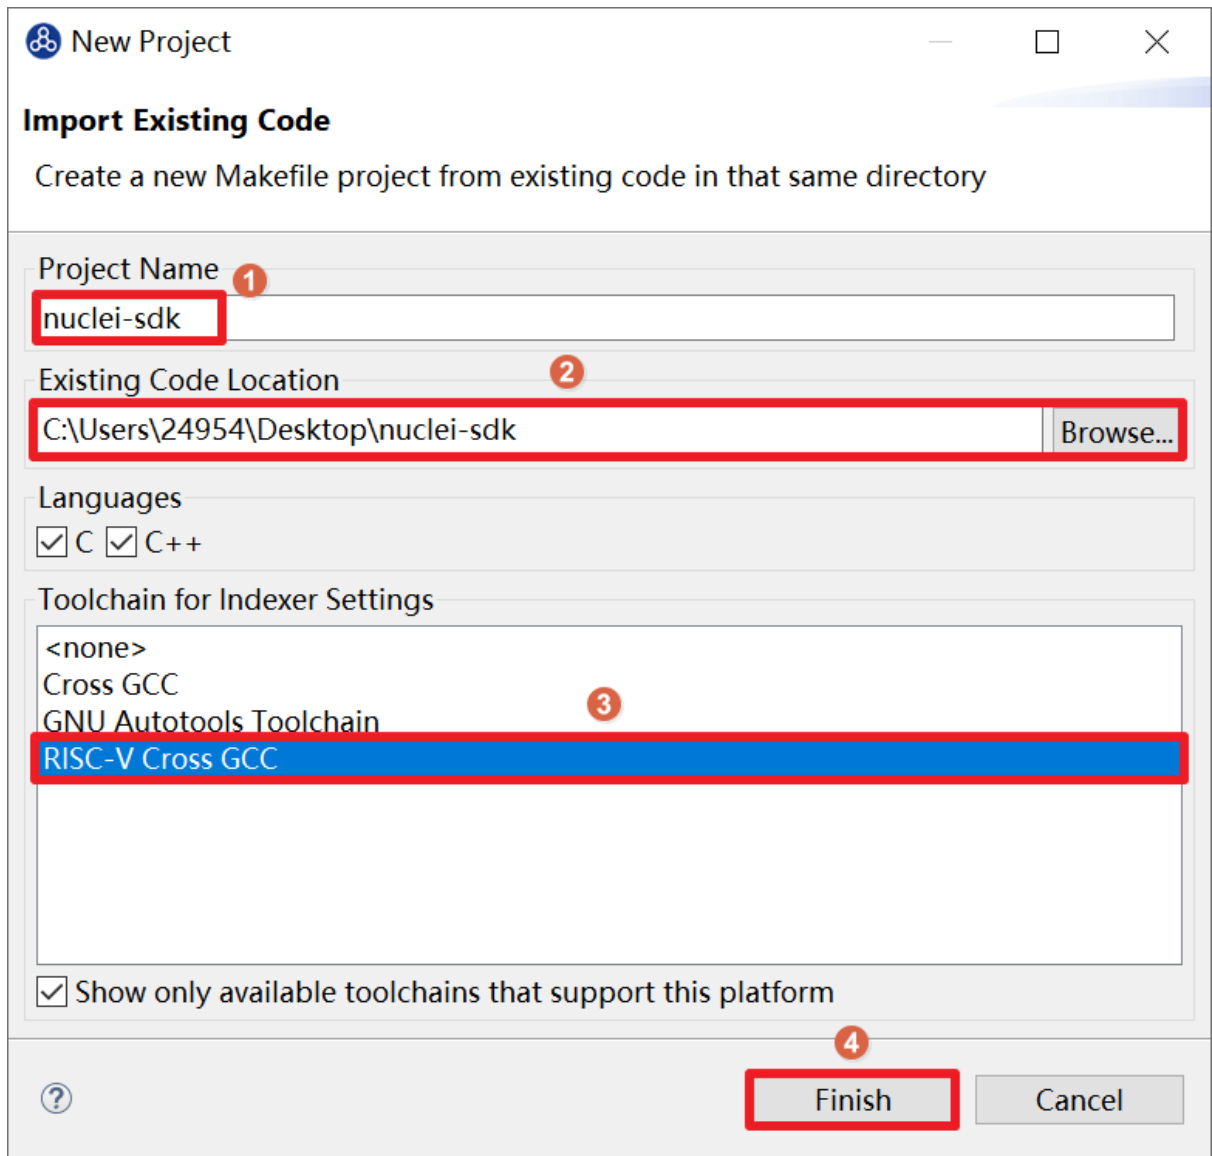 New Project
Import Existing Code
Create a new Makefile project from existing code in that same directory
Project Name
1
nuclei-sdk
Existing Code Location
2
C:\Users\24954\Desktop\nuclei-sdk
Browse...
Languages
C C++
Toolchain for Indexer Settings
<none>
Cross GCC
GNU Autotools Toolchain
3
RISC-V Cross GCC
Show only available toolchains that support this platform
4
?
Finish Cancel